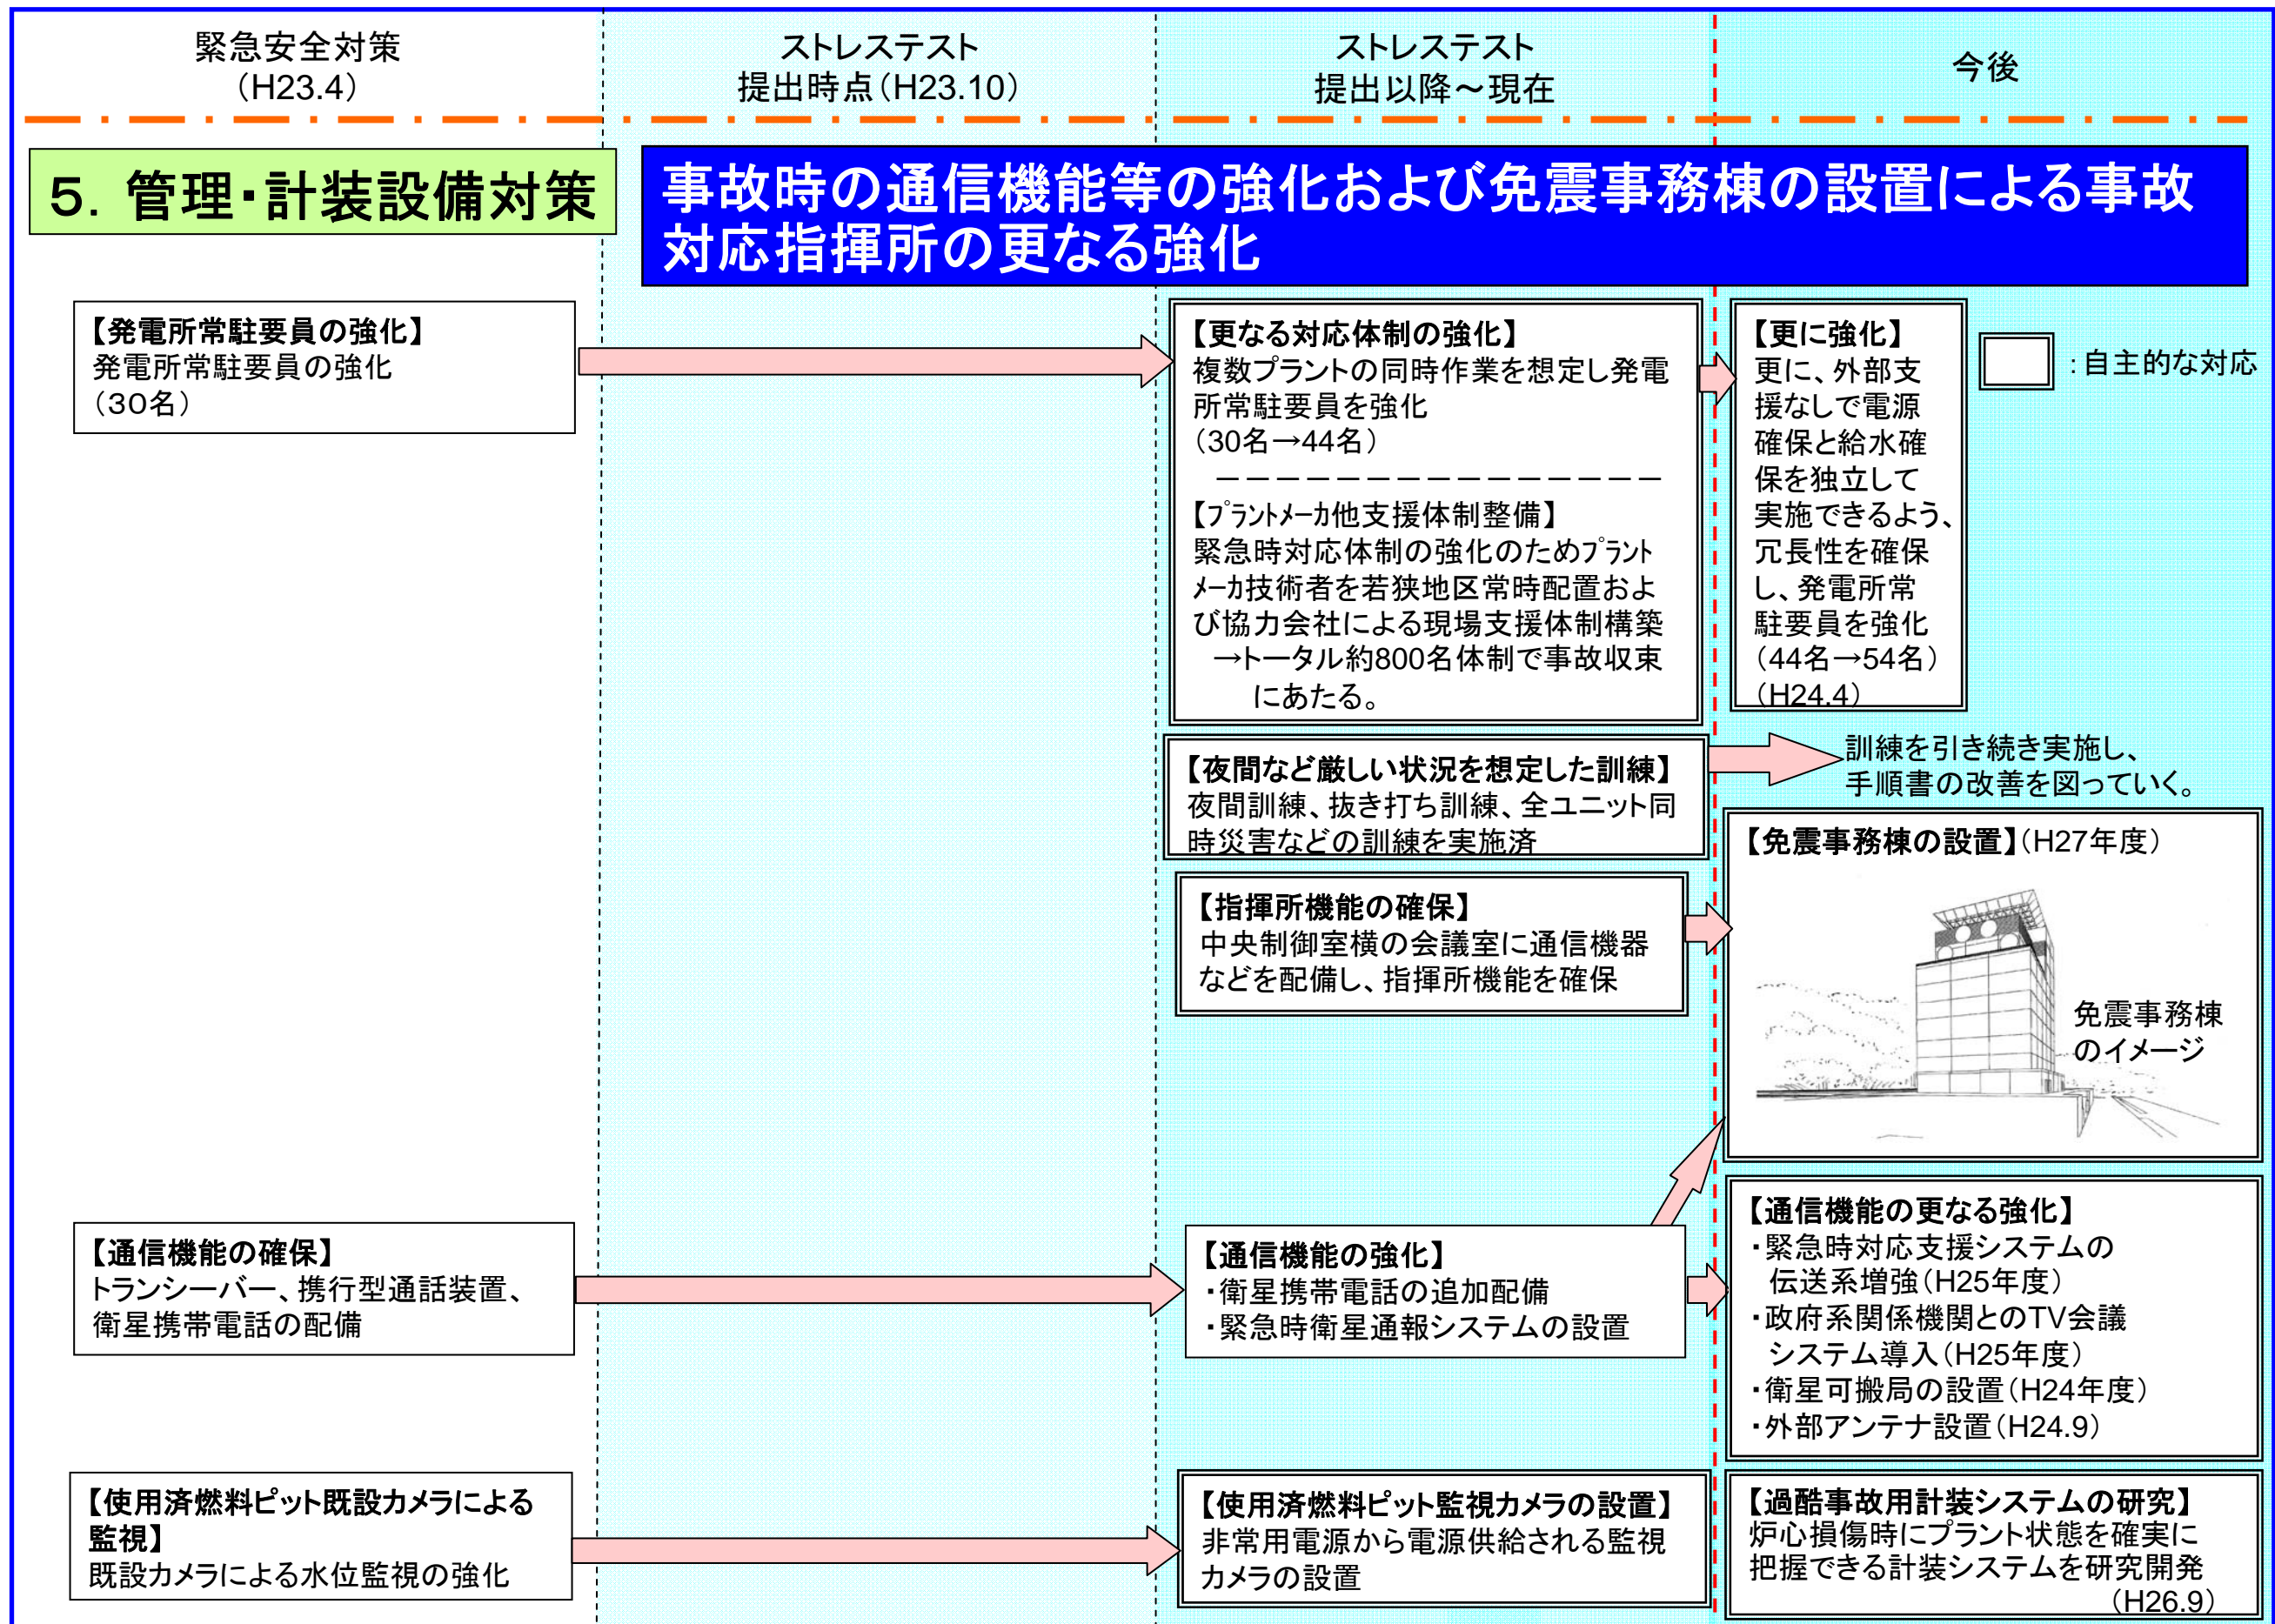 緊急安全対策
（H23.4）
ストレステスト
提出時点（H23.10）
ストレステスト
提出以降～現在
今後
５．管理・計装設備対策
事故時の通信機能等の強化および免震事務棟の設置による事故
対応指揮所の更なる強化
【発電所常駐要員の強化】
発電所常駐要員の強化
（３０名）
【更なる対応体制の強化】
複数プラントの同時作業を想定し発電
所常駐要員を強化
（30名→44名）
【プラントメーカ他支援体制整備】
緊急時対応体制の強化のためプラント
メーカ技術者を若狭地区常時配置およ
び協力会社による現場支援体制構築
→トータル約800名体制で事故収束
にあたる。
【更に強化】
更に、外部支
援なしで電源
確保と給水確
保を独立して
実施できるよう、
冗長性を確保
し、発電所常
駐要員を強化
（44名→54名）
（H24.4）
：自主的な対応
【夜間など厳しい状況を想定した訓練】
夜間訓練、抜き打ち訓練、全ユニット同
時災害などの訓練を実施済
訓練を引き続き実施し、
手順書の改善を図っていく。
【指揮所機能の確保】
中央制御室横の会議室に通信機器
などを配備し、指揮所機能を確保
【免震事務棟の設置】（H27年度）
免震事務棟
のイメージ
【通信機能の確保】
トランシーバー、携行型通話装置、
衛星携帯電話の配備
【通信機能の強化】
・衛星携帯電話の追加配備
・緊急時衛星通報システムの設置
【通信機能の更なる強化】
・緊急時対応支援システムの
伝送系増強（H25年度）
・政府系関係機関とのTV会議
システム導入（H25年度）
・衛星可搬局の設置（H24年度）
・外部アンテナ設置（H24.9）
【使用済燃料ピット既設カメラによる
監視】
既設カメラによる水位監視の強化
【使用済燃料ピット監視カメラの設置】
非常用電源から電源供給される監視
カメラの設置
【過酷事故用計装システムの研究】
炉心損傷時にプラント状態を確実に
把握できる計装システムを研究開発
（H26.9）